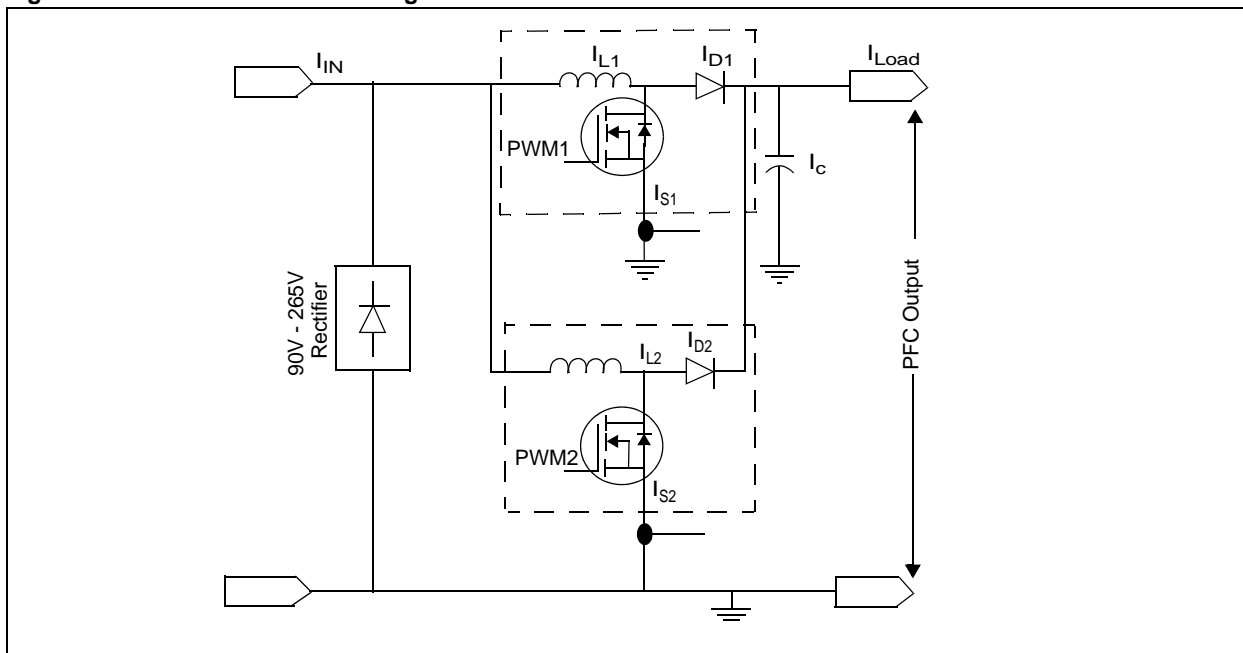 I_IN
I_L1
I_D1
I_Load
PWM1
I_c
I_S1
90V - 265V
Rectifier
PFC Output
I_L2
I_D2
PWM2
I_S2